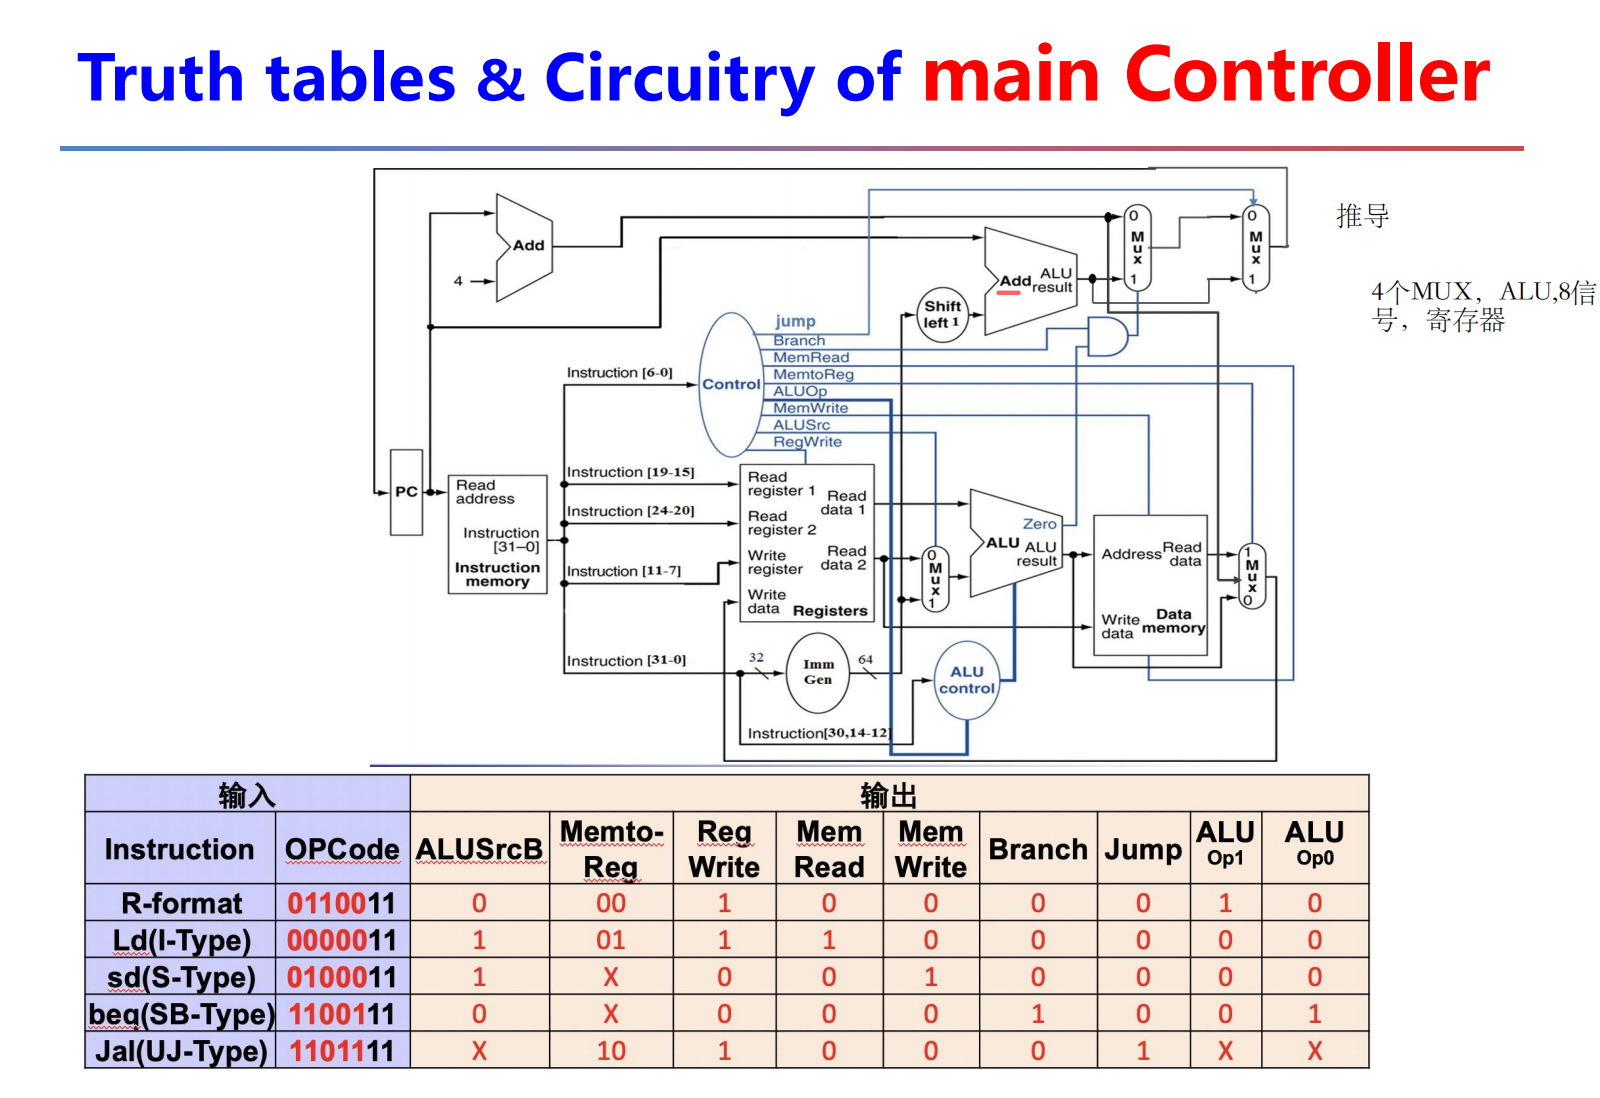 Truth tables & Circuitry of main Controller
推导
4个MUX，ALU,8信
号，寄存器
Add
4
0
Mux
1
0
Mux
1
Add
ALU
result
Shift
left 1
jump
Branch
MemRead
MemtoReg
ALUOp
MemWrite
ALUSrc
RegWrite
Control
Instruction [6-0]
PC
Read
address
Instruction
[31–0]
Instruction
memory
Instruction [19-15]
Instruction [24-20]
Instruction [11-7]
Instruction [31-0]
Read
register 1
Read
data 1
Read
register 2
Write
register
Read
data 2
Write
data
Registers
0
Mux
1
Zero
ALU
ALU
result
Address
Read
data
Write
data
Data
memory
1
Mux
0
32
Imm
Gen
64
ALU
control
Instruction[30,14-12]
输入 输出
Instruction OPCode ALUSrcB Memto-Reg Reg Write Mem Read Mem Write Branch Jump ALU Op1 ALU Op0
R-format 0110011 0 00 1 0 0 0 0 1 0
Ld(I-Type) 0000011 1 01 1 1 0 0 0 0 0
sd(S-Type) 0100011 1 X 0 0 1 0 0 0 0
beq(SB-Type) 1100111 0 X 0 0 0 1 0 0 1
Jal(UJ-Type) 1101111 X 10 1 0 0 0 1 X X